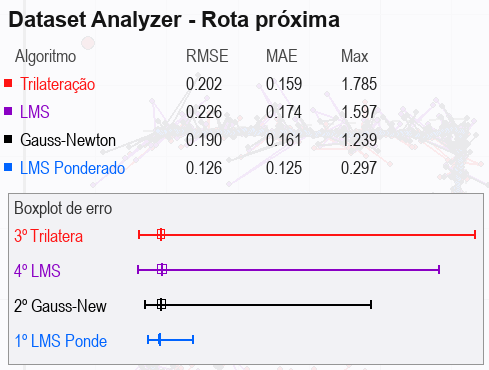 Dataset Analyzer - Rota próxima
Algoritmo RMSE MAE Max
Trilateração 0.202 0.159 1.785
LMS 0.226 0.174 1.597
Gauss-Newton 0.190 0.161 1.239
LMS Ponderado 0.126 0.125 0.297
Boxplot de erro
3º Trilatera
4º LMS
2º Gauss-New
1º LMS Ponde